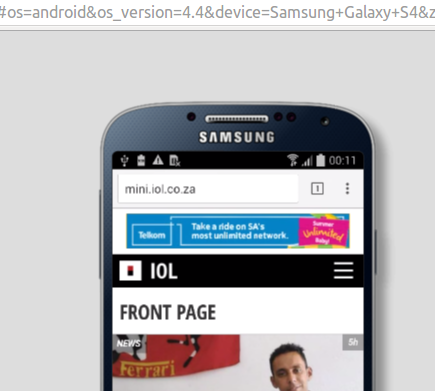 #os=android&os_version=4.4&device=Samsung+Galaxy+S4&z
SAMSUNG
00:11
mini.iol.co.za
1
Telkom
Take a ride on SA's
most unlimited network.
Summer
Unlimited
Baby!
IOL
FRONT PAGE
NEWS
5h
Ferrari